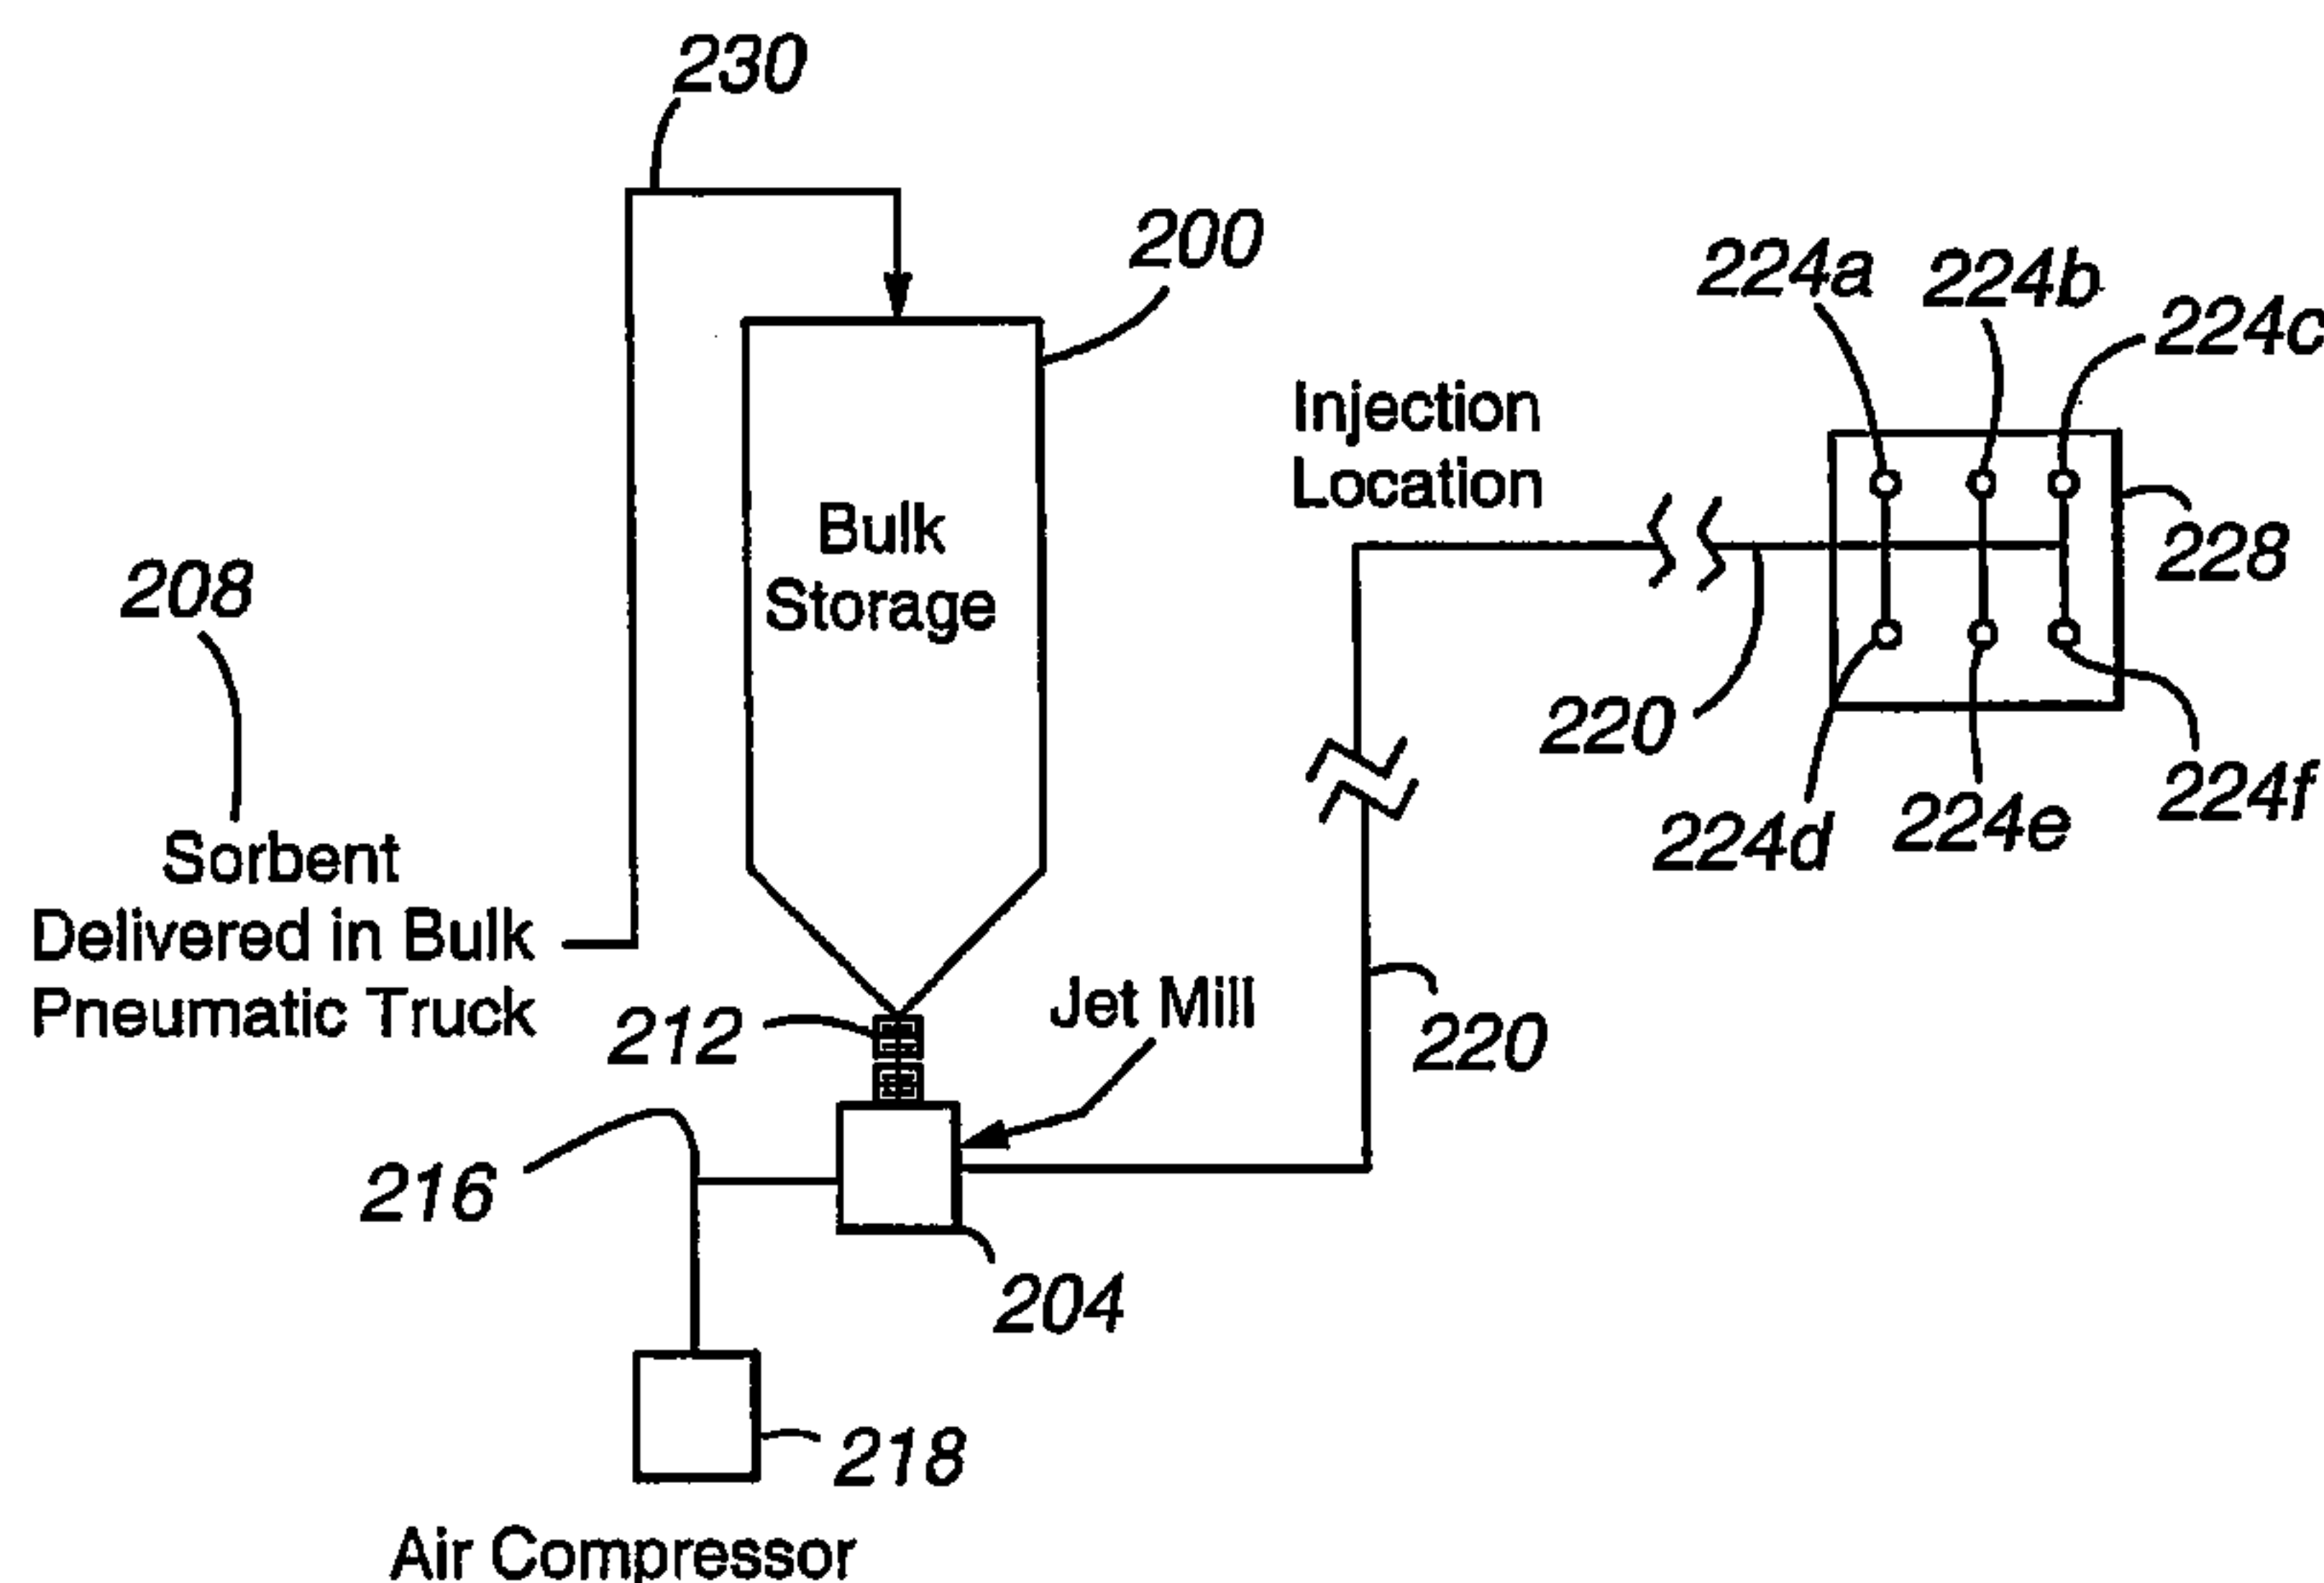 230
200
224a
224b
224c
Injection
Location
Bulk
Storage
228
208
220
224d
224e
224f
Sorbent
Delivered in Bulk
Pneumatic Truck
212
Jet Mill
220
216
204
218
Air Compressor